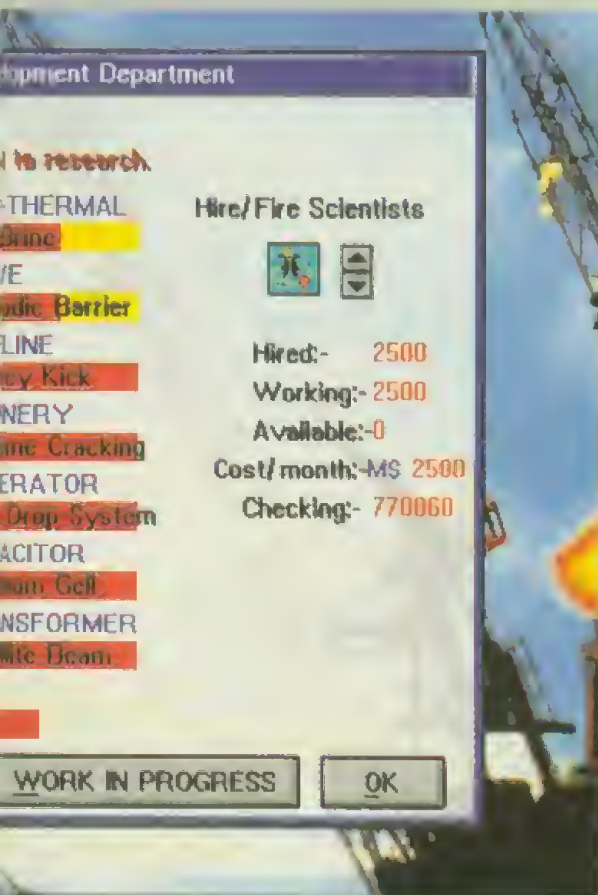 lopment Department
to research.
-THERMAL
Brine
VE
odic Barrier
LINE
ey Kick
NERY
ine Cracking
ERATOR
Drop System
ACITOR
Cell
NSFORMER
Beam
Hire/Fire Scientists
Hired:- 2500
Working:- 2500
Available:-0
Cost/month:-M$ 2500
Checking:- 770060
WORK IN PROGRESS
OK